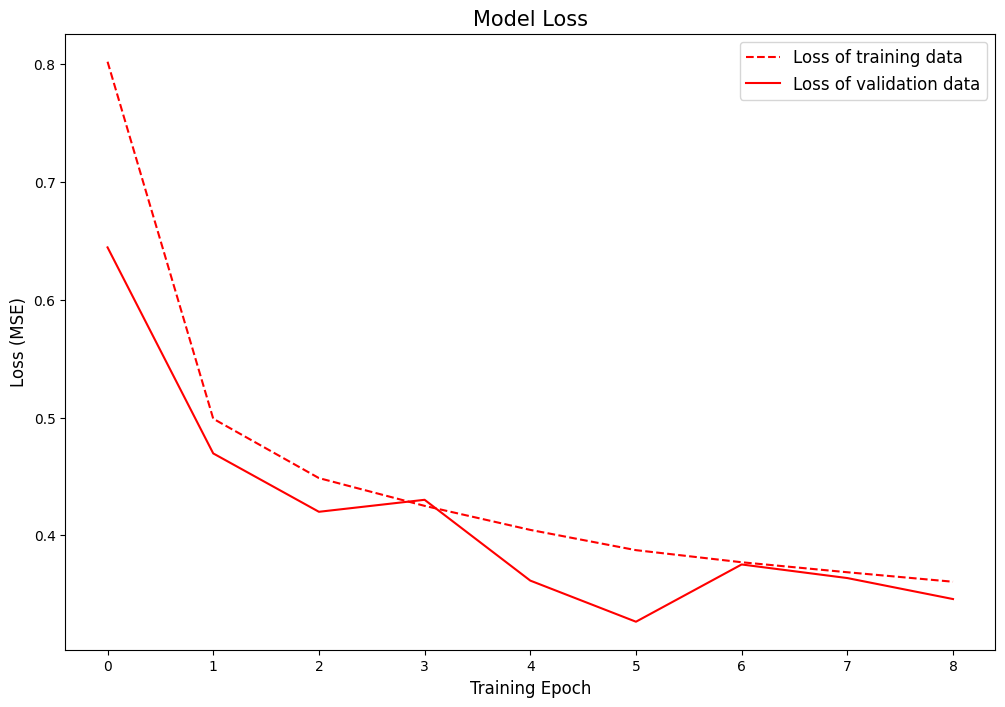 Model Loss
Loss of training data
Loss of validation data
Loss (MSE)
0.8
0.7
0.6
0.5
0.4
0 1 2 3 4 5 6 7 8
Training Epoch